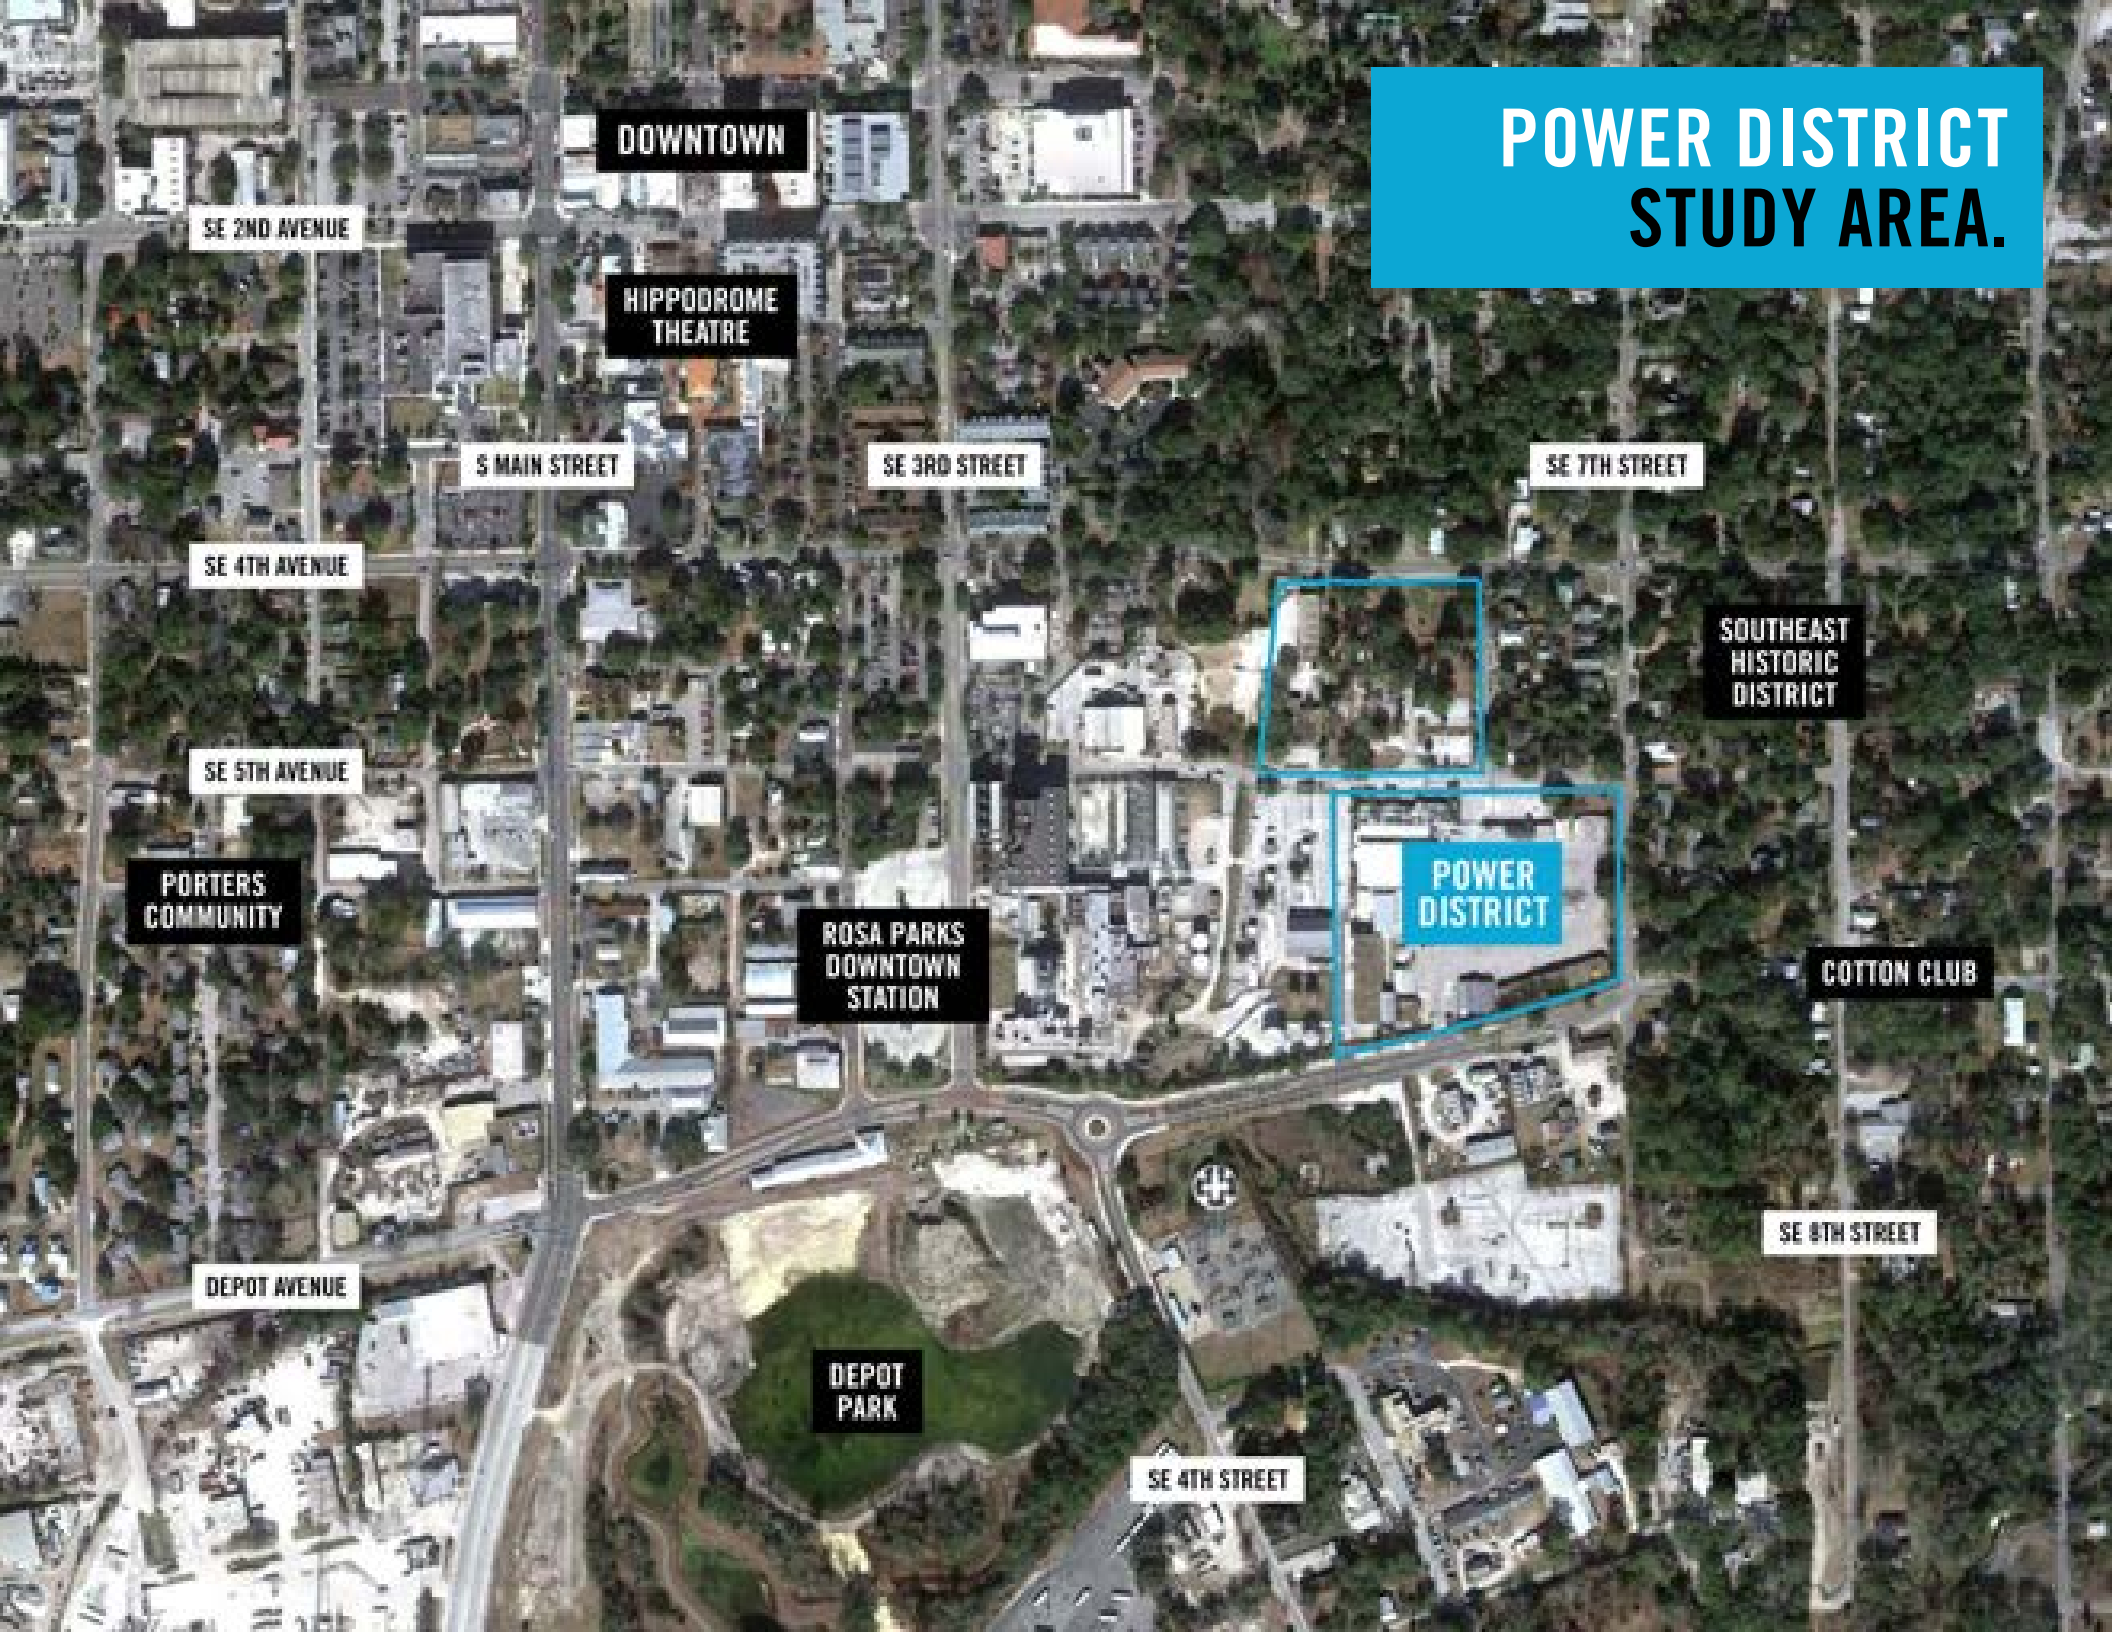 POWER DISTRICT
STUDY AREA.
DOWNTOWN
SE 2ND AVENUE
HIPPODROME
THEATRE
S MAIN STREET
SE 3RD STREET
SE 7TH STREET
SE 4TH AVENUE
SOUTHEAST
HISTORIC
DISTRICT
SE 5TH AVENUE
PORTERS
COMMUNITY
POWER
DISTRICT
ROSA PARKS
DOWNTOWN
STATION
COTTON CLUB
SE 8TH STREET
DEPOT AVENUE
DEPOT
PARK
SE 4TH STREET